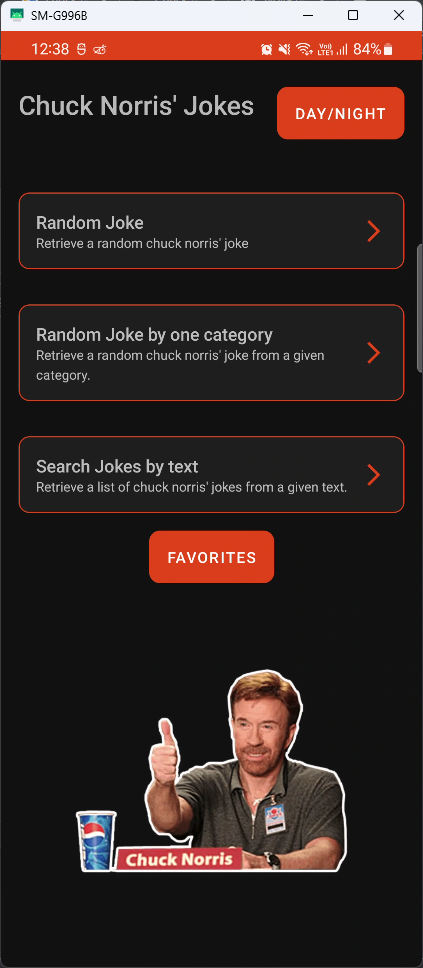 SM-G996B
12:38
Vo))
LTE1
84%
Chuck Norris' Jokes
DAY/NIGHT
Random Joke
Retrieve a random chuck norris' joke
Random Joke by one category
Retrieve a random chuck norris' joke from a given
category.
Search Jokes by text
Retrieve a list of chuck norris' jokes from a given text.
FAVORITES
Chuck Norris